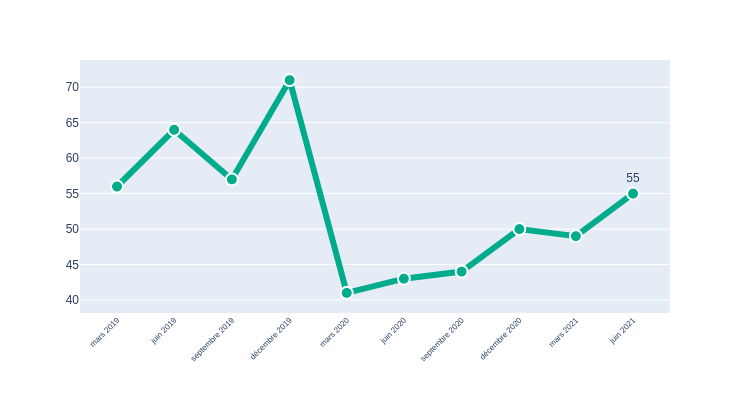 70
65
60
55
50
45
40
55
mars 2019
juin 2019
septembre 2019
décembre 2019
mars 2020
juin 2020
septembre 2020
décembre 2020
mars 2021
juin 2021